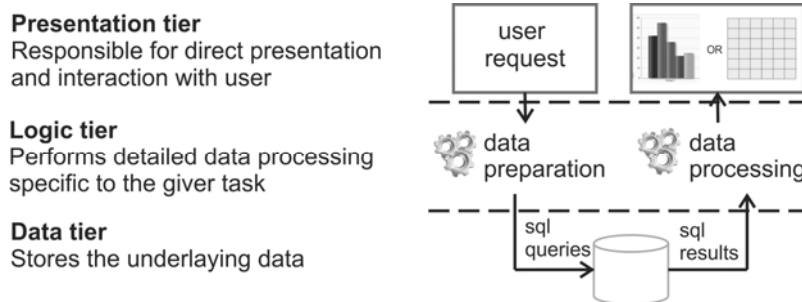 Presentation tier
Responsible for direct presentation
and interaction with user
Logic tier
Performs detailed data processing
specific to the giver task
Data tier
Stores the underlaying data
user
request
OR
data
preparation
data
processing
sql
queries
sql
results